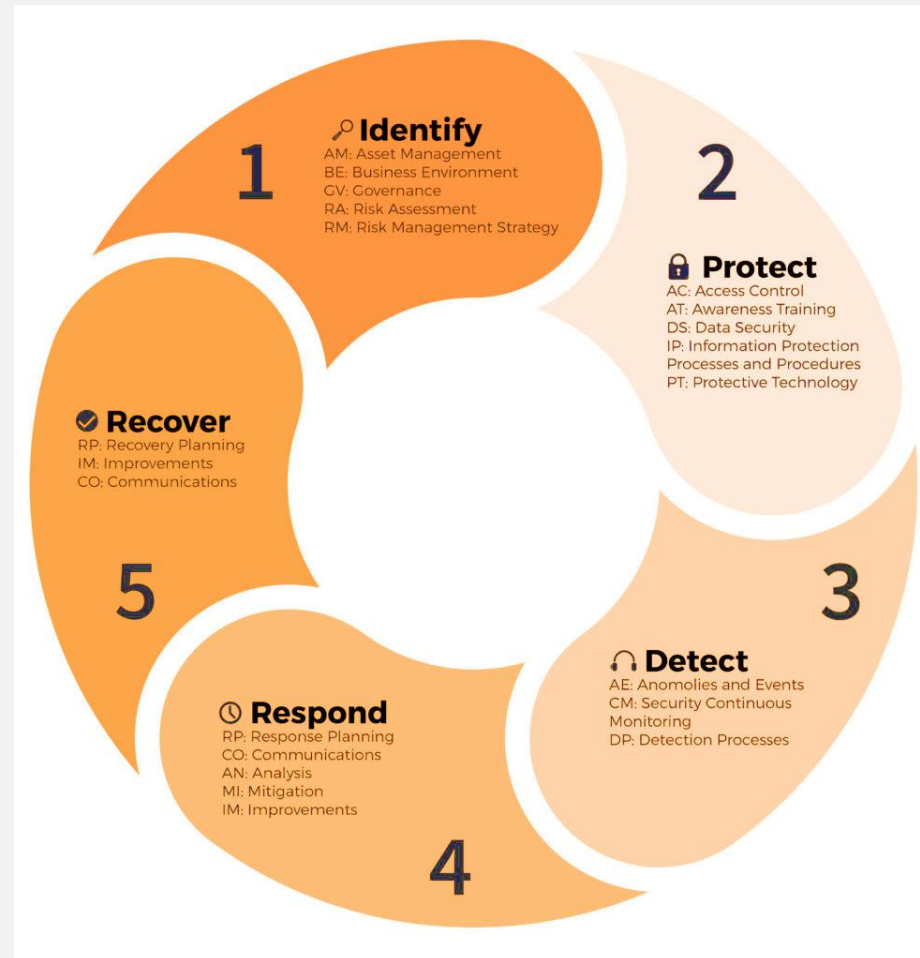 1
Identify
AM: Asset Management
BE: Business Environment
GV: Governance
RA: Risk Assessment
RM: Risk Management Strategy
2
Protect
AC: Access Control
AT: Awareness Training
DS: Data Security
IP: Information Protection
Processes and Procedures
PT: Protective Technology
3
Detect
AE: Anomolies and Events
CM: Security Continuous
Monitoring
DP: Detection Processes
4
Respond
RP: Response Planning
CO: Communications
AN: Analysis
MI: Mitigation
IM: Improvements
5
Recover
RP: Recovery Planning
IM: Improvements
CO: Communications